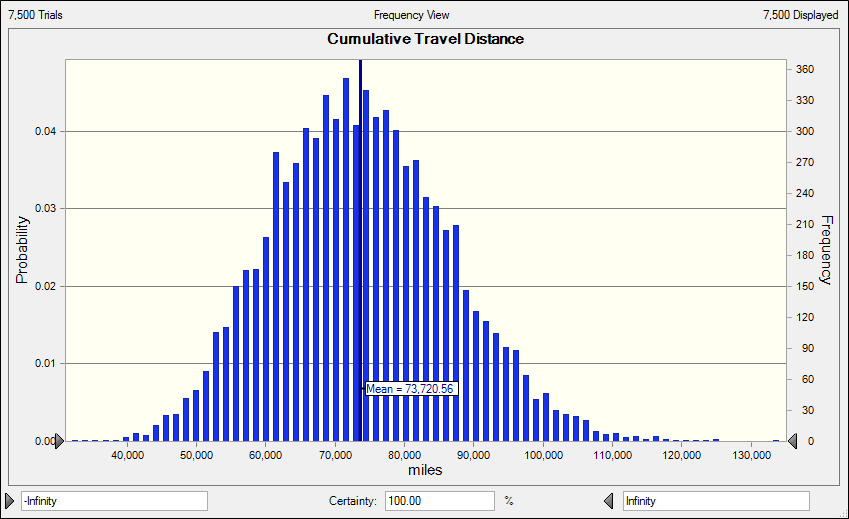 7,500 Trials Frequency View 7,500 Displayed
Cumulative Travel Distance
360
330
0.04 300
270
240
0.03
210
Probability Frequency
180
0.02 150
120
0.01 90
60
Mean = 73,720.56
30
0.00 0
40,000 50,000 60,000 70,000 80,000 90,000 100,000 110,000 120,000 130,000
miles
-Infinity Certainty: 100.00 % Infinity